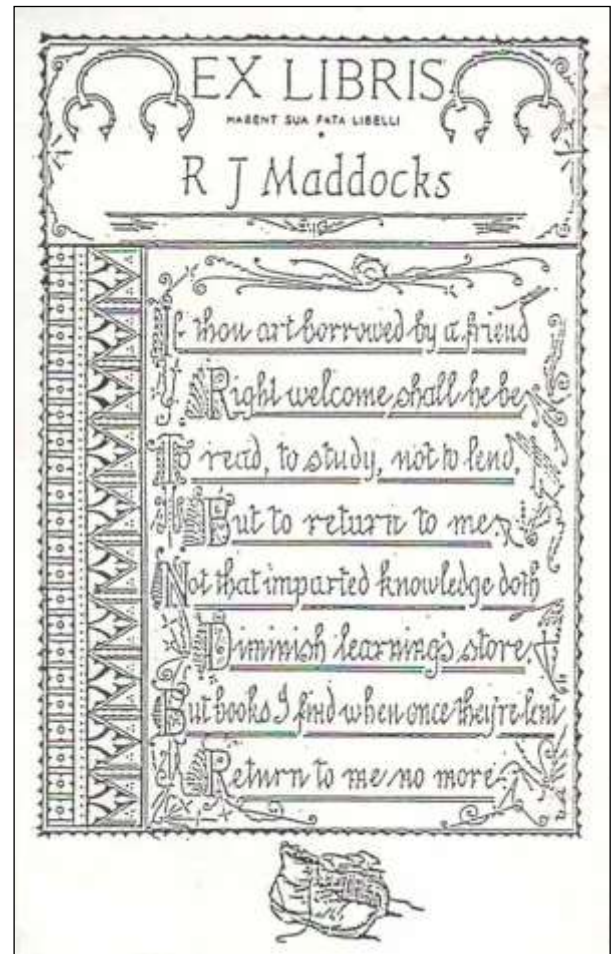 EX LIBRIS
HABENT SUA FATA LIBELLI
R J Maddocks
If thou art borrowed by a friend
Right welcome shall he be
To read, to study, not to lend,
But to return to me.
Not that imparted knowledge doth
Diminish learning's store,
But books I find when once they're lent
Return to me no more.